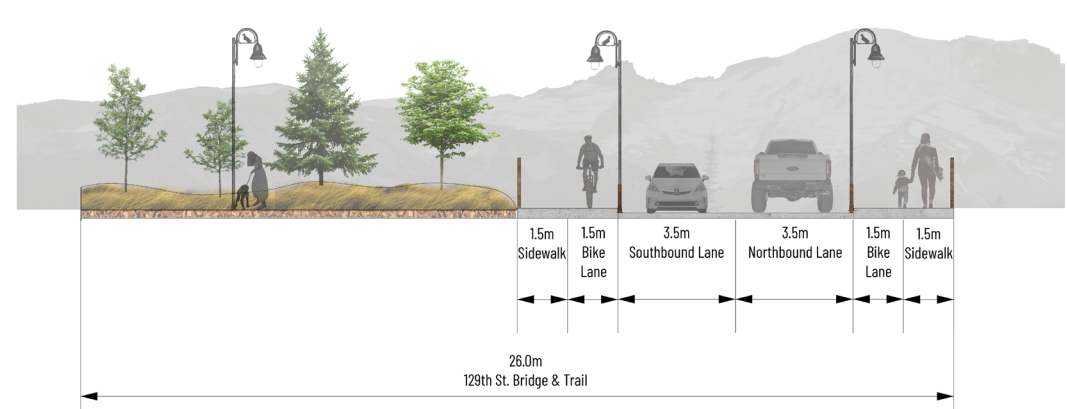 1.5m
Sidewalk
1.5m
Bike
Lane
3.5m
Southbound Lane
3.5m
Northbound Lane
1.5m
Bike
Lane
1.5m
Sidewalk
26.0m
129th St. Bridge & Trail